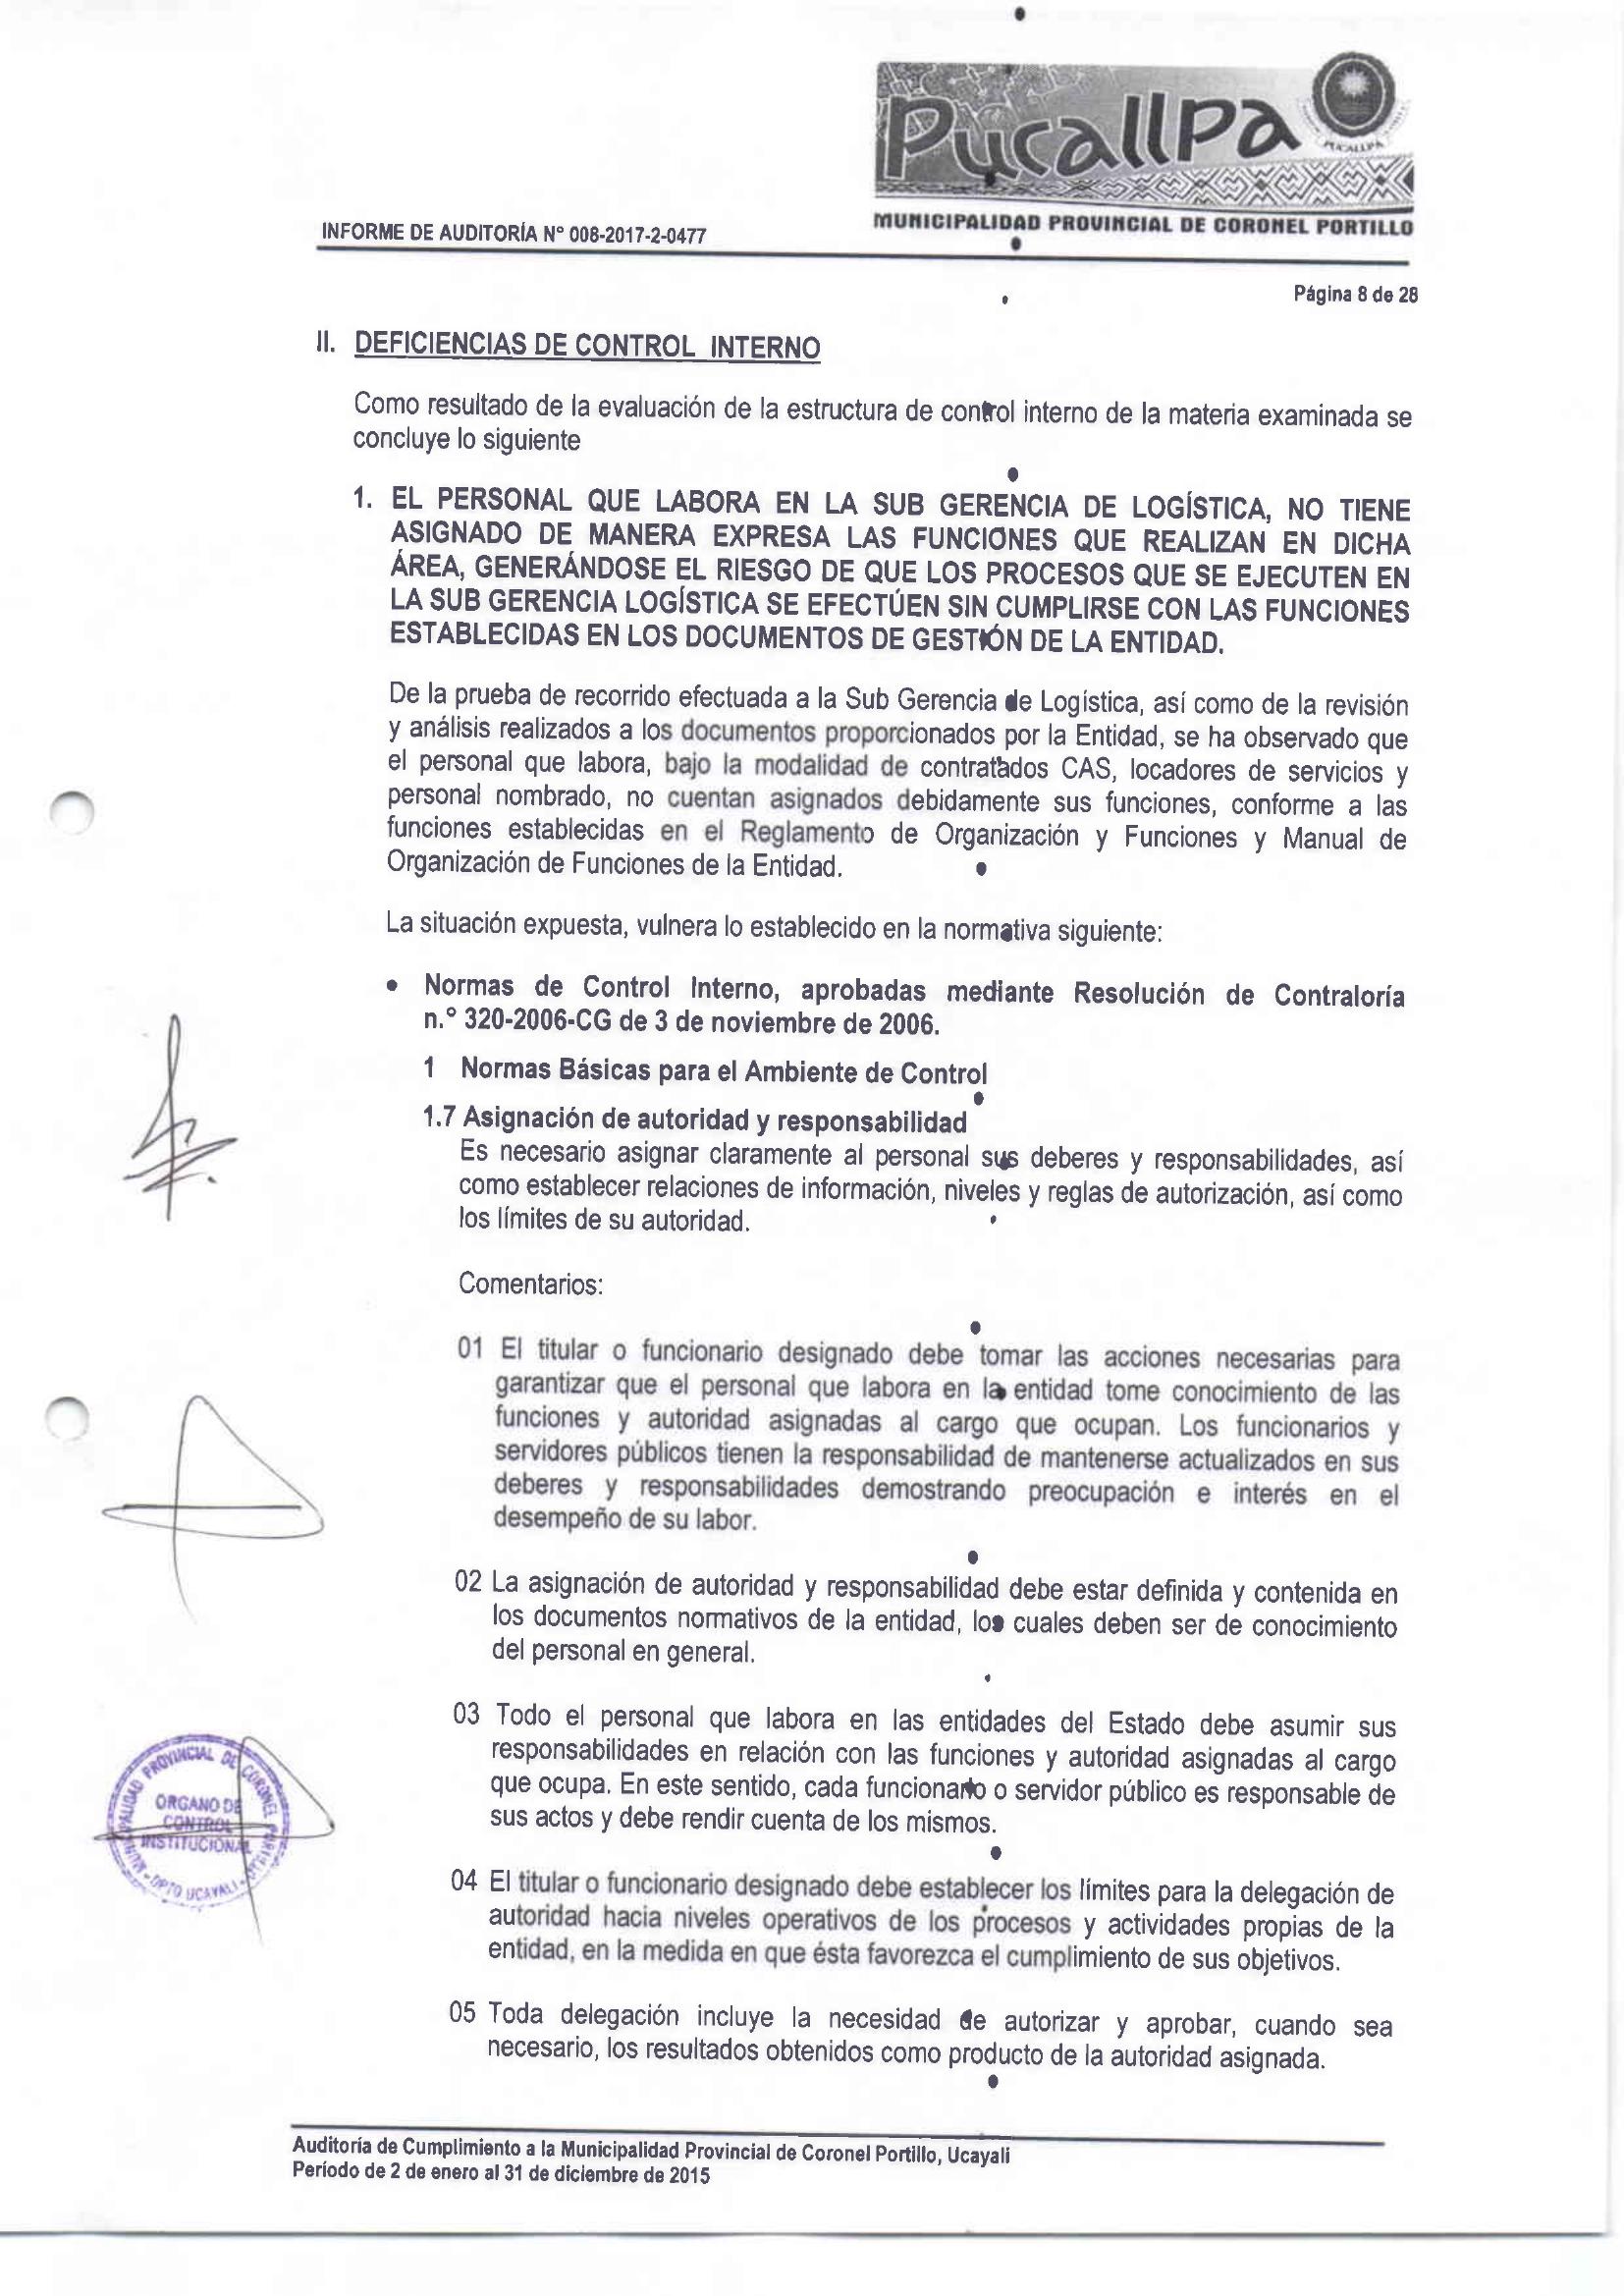 Pucallpa
PUCALLPA
MUNICIPALIDAD PROVINCIAL DE CORONEL PORTILLO
INFORME DE AUDITORÍA Nº 008-2017-2-0477
Página 8 de 28
II. DEFICIENCIAS DE CONTROL INTERNO
Como resultado de la evaluación de la estructura de control interno de la materia examinada se
concluye lo siguiente
1. EL PERSONAL QUE LABORA EN LA SUB GERENCIA DE LOGÍSTICA, NO TIENE
ASIGNADO DE MANERA EXPRESA LAS FUNCIONES QUE REALIZAN EN DICHA
ÁREA, GENERÁNDOSE EL RIESGO DE QUE LOS PROCESOS QUE SE EJECUTEN EN
LA SUB GERENCIA LOGÍSTICA SE EFECTÚEN SIN CUMPLIRSE CON LAS FUNCIONES
ESTABLECIDAS EN LOS DOCUMENTOS DE GESTIÓN DE LA ENTIDAD.
De la prueba de recorrido efectuada a la Sub Gerencia de Logística, así como de la revisión
y análisis realizados a los documentos proporcionados por la Entidad, se ha observado que
el personal que labora, bajo la modalidad de contratados CAS, locadores de servicios y
personal nombrado, no cuentan asignados debidamente sus funciones, conforme a las
funciones establecidas en el Reglamento de Organización y Funciones y Manual de
Organización de Funciones de la Entidad.
La situación expuesta, vulnera lo establecido en la normativa siguiente:
• Normas de Control Interno, aprobadas mediante Resolución de Contraloría
n.° 320-2006-CG de 3 de noviembre de 2006.
1 Normas Básicas para el Ambiente de Control
1.7 Asignación de autoridad y responsabilidad
Es necesario asignar claramente al personal sus deberes y responsabilidades, así
como establecer relaciones de información, niveles y reglas de autorización, así como
los límites de su autoridad.
Comentarios:
01 El titular o funcionario designado debe tomar las acciones necesarias para
garantizar que el personal que labora en la entidad tome conocimiento de las
funciones y autoridad asignadas al cargo que ocupan. Los funcionarios y
servidores públicos tienen la responsabilidad de mantenerse actualizados en sus
deberes y responsabilidades demostrando preocupación e interés en el
desempeño de su labor.
02 La asignación de autoridad y responsabilidad debe estar definida y contenida en
los documentos normativos de la entidad, los cuales deben ser de conocimiento
del personal en general.
03 Todo el personal que labora en las entidades del Estado debe asumir sus
responsabilidades en relación con las funciones y autoridad asignadas al cargo
que ocupa. En este sentido, cada funcionario o servidor público es responsable de
sus actos y debe rendir cuenta de los mismos.
MUNICIPALIDAD PROVINCIAL DE CORONEL PORTILLO
ORGANO DE
CONTROL
INSTITUCIONAL
- DPTO UCAYALI -
04 El titular o funcionario designado debe establecer los límites para la delegación de
autoridad hacia niveles operativos de los procesos y actividades propias de la
entidad, en la medida en que ésta favorezca el cumplimiento de sus objetivos.
05 Toda delegación incluye la necesidad de autorizar y aprobar, cuando sea
necesario, los resultados obtenidos como producto de la autoridad asignada.
Auditoría de Cumplimiento a la Municipalidad Provincial de Coronel Portillo, Ucayali
Período de 2 de enero al 31 de diciembre de 2015